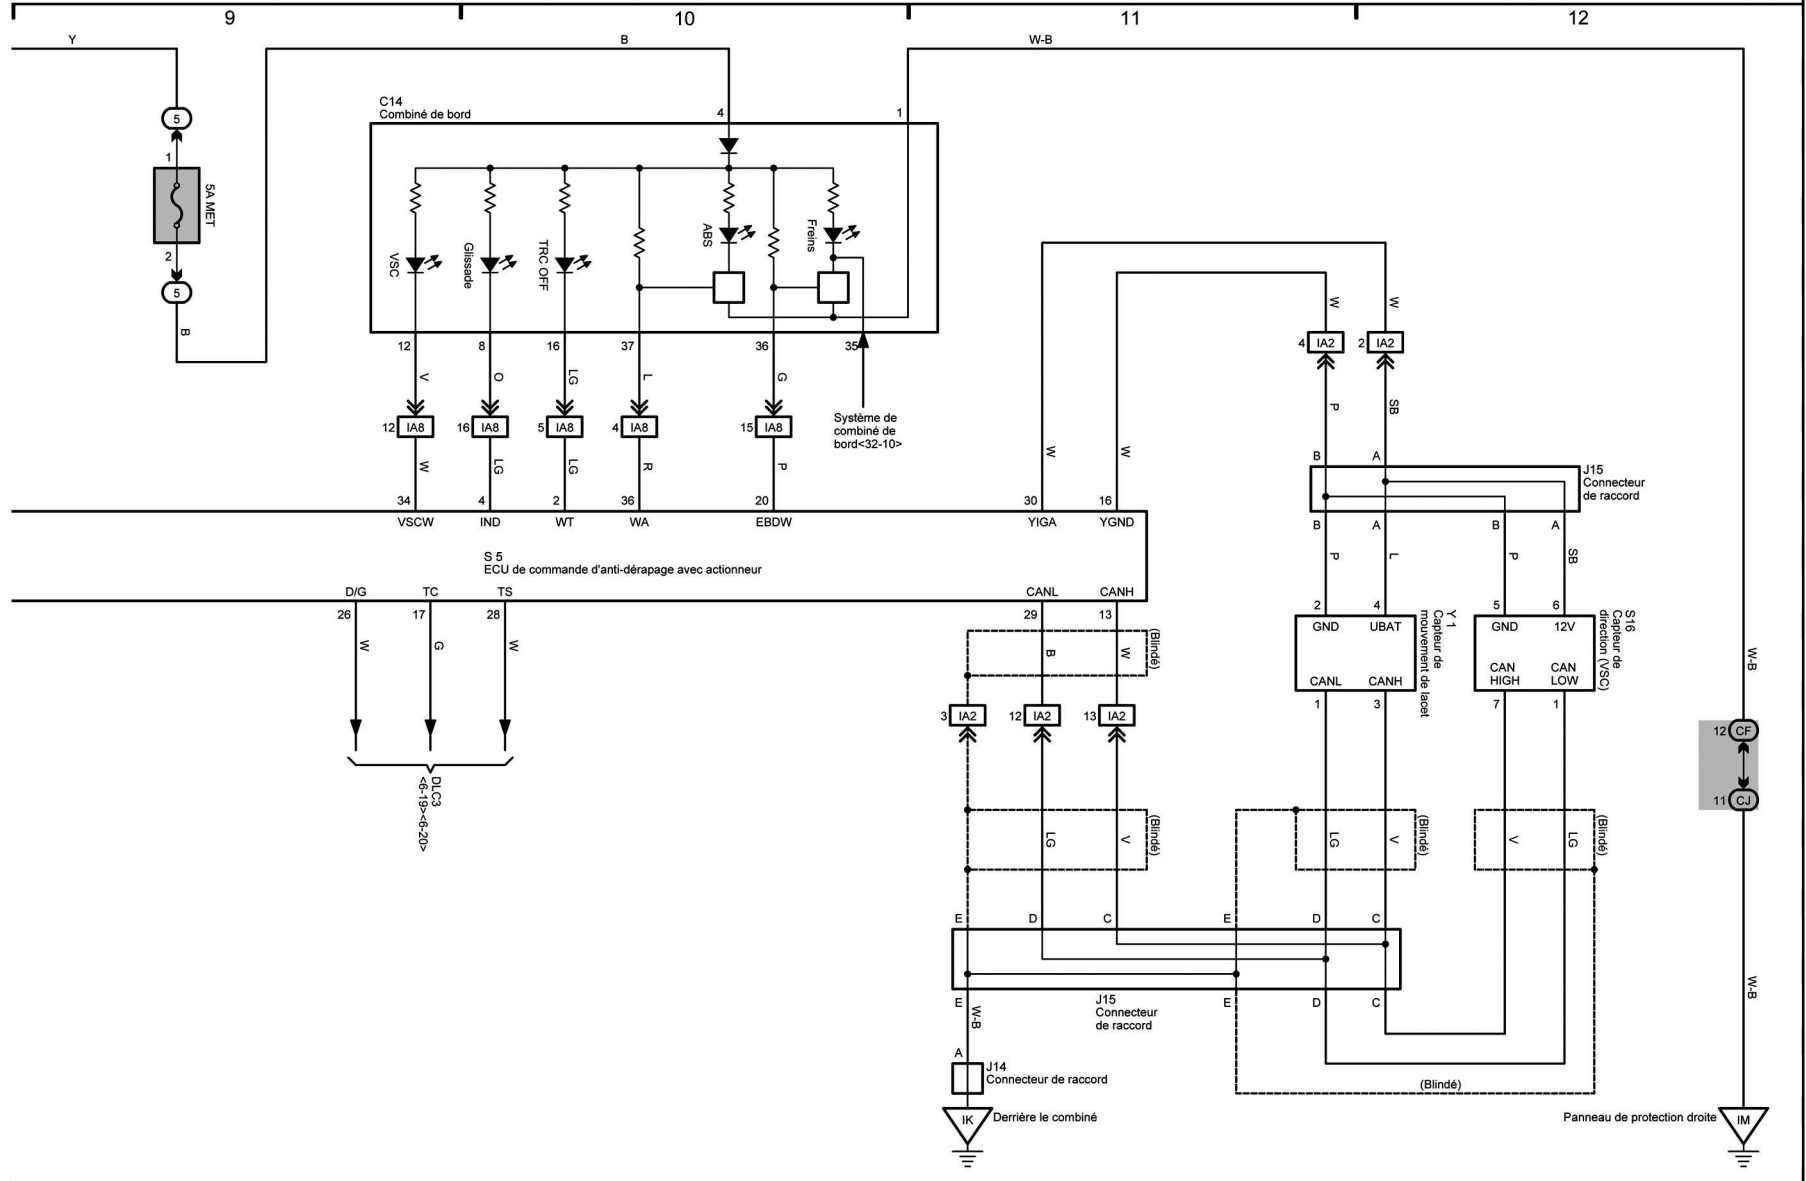 9 10 11 12
Y B W-B
C14
Combiné de bord
4 1
5
1
5A MET
2
5
B
VSC
Glissade
TRC OFF
ABS
Freins
12 8 16 37 36 35
V O LG L G
12 IA8 16 IA8 5 IA8 4 IA8 15 IA8
W LG LG R P
Système de
combiné de
bord<32-10>
W W
4 IA2 2 IA2
W W
P SB
B A
J15
Connecteur
de raccord
B A B A
P L P SB
34 4 2 36 20 30 16
VSCW IND WT WA EBDW YIGA YGND
S 5
ECU de commande d'anti-dérapage avec actionneur
D/G TC TS CANL CANH
26 17 28 29 13
W G W
DLC3
<6-19><6-20>
B W
(Blindé)
2 4 5 6
GND UBAT GND 12V
CANL CANH
CAN
HIGH
CAN
LOW
1 3 7 1
Y 1
Capteur de
mouvement de lacet
S16
Capteur de
direction (VSC)
W-B
3 IA2 12 IA2 13 IA2
12 CF
11 CJ
LG V (Blindé)
LG V (Blindé)
V LG (Blindé)
E D C E D C
E E D C
J15
Connecteur
de raccord
W-B
W-B
A
J14
Connecteur de raccord
(Blindé)
IK Derrière le combiné
Panneau de protection droite IM